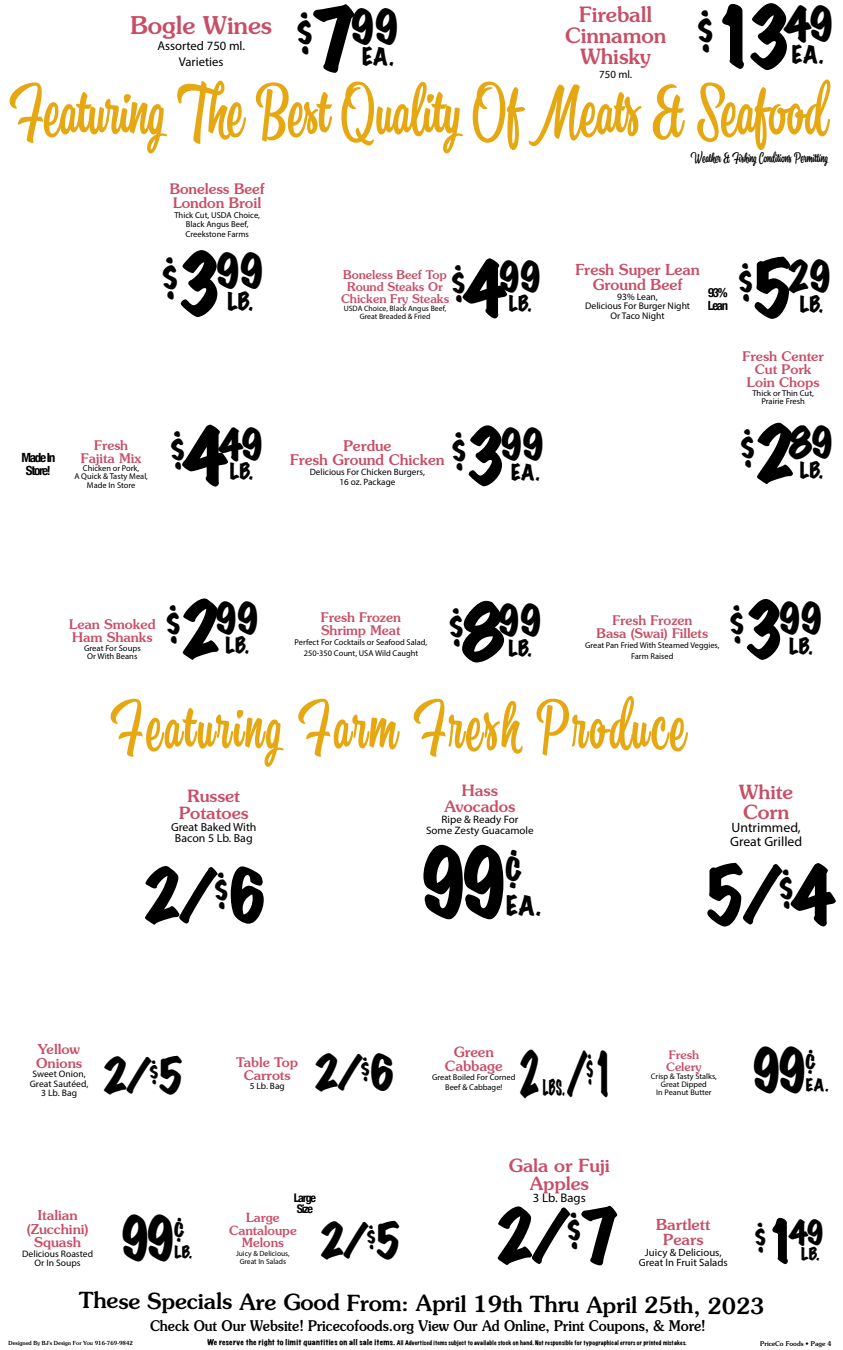 Bogle Wines
Assorted 750 ml.
Varieties
$7.99 EA.
Fireball
Cinnamon
Whisky
750 ml.
$13.49 EA.
Featuring The Best Quality Of Meats & Seafood
Weather & Fishing Conditions Permitting
Boneless Beef
London Broil
Thick Cut, USDA Choice,
Black Angus Beef,
Creekstone Farms
$3.99 LB.
Boneless Beef Top
Round Steaks Or
Chicken Fry Steaks
USDA Choice, Black Angus Beef,
Great Breaded & Fried
$4.99 LB.
Fresh Super Lean
Ground Beef
93% Lean,
Delicious For Burger Night
Or Taco Night
93%
Lean
$5.29 LB.
Made In
Store!
Fresh
Fajita Mix
Chicken or Pork,
A Quick & Tasty Meal,
Made In Store
$4.49 LB.
Perdue
Fresh Ground Chicken
Delicious For Chicken Burgers,
16 oz. Package
$3.99 EA.
Fresh Center
Cut Pork
Loin Chops
Thick or Thin Cut,
Prairie Fresh
$2.89 LB.
Lean Smoked
Ham Shanks
Great For Soups
Or With Beans
$2.99 LB.
Fresh Frozen
Shrimp Meat
Perfect For Cocktails or Seafood Salad,
250-350 Count, USA Wild Caught
$8.99 LB.
Fresh Frozen
Basa (Swai) Fillets
Great Pan Fried With Steamed Veggies,
Farm Raised
$3.99 LB.
Featuring Farm Fresh Produce
Russet
Potatoes
Great Baked With
Bacon 5 Lb. Bag
2/$6
Hass
Avocados
Ripe & Ready For
Some Zesty Guacamole
99¢ EA.
White
Corn
Untrimmed,
Great Grilled
5/$4
Yellow
Onions
Sweet Onion,
Great Sautéed,
3 Lb. Bag
2/$5
Table Top
Carrots
5 Lb. Bag
2/$6
Green
Cabbage
Great Boiled For Corned
Beef & Cabbage!
2 LBS./$1
Fresh
Celery
Crisp & Tasty Stalks,
Great Dipped
In Peanut Butter
99¢ EA.
Italian
(Zucchini)
Squash
Delicious Roasted
Or In Soups
99¢ LB.
Large
Size
Large
Cantaloupe
Melons
Juicy & Delicious,
Great In Salads
2/$5
Gala or Fuji
Apples
3 Lb. Bags
2/$7
Bartlett
Pears
Juicy & Delicious,
Great In Fruit Salads
$1.49 LB.
These Specials Are Good From: April 19th Thru April 25th, 2023
Check Out Our Website! Pricecofoods.org View Our Ad Online, Print Coupons, & More!
Designed By BJ's Design For You 916-769-9842
We reserve the right to limit quantities on all sale items. All Advertised items subject to available stock on hand. Not responsible for typographical errors or printed mistakes.
PriceCo Foods • Page 4